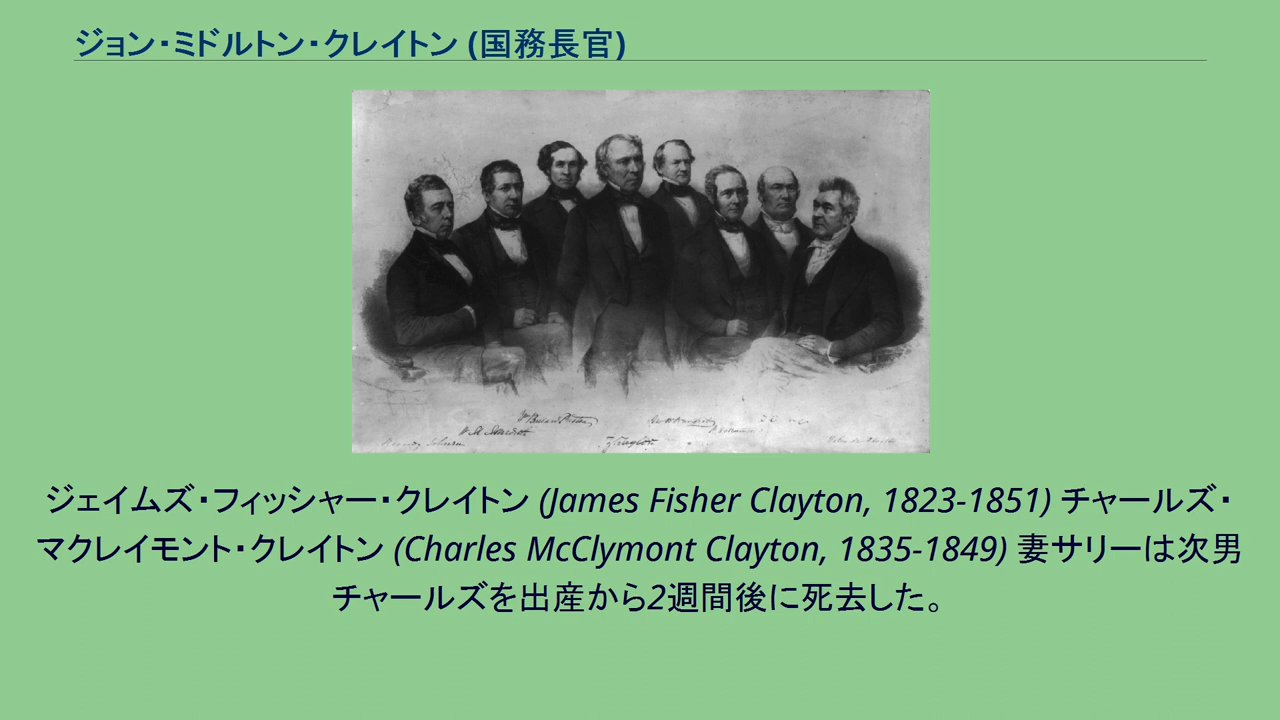 ジョン・ミドルトン・クレイトン (国務長官)
Z Taylor
ジェイムズ・フィッシャー・クレイトン (James Fisher Clayton, 1823-1851) チャールズ・
マクレイモント・クレイトン (Charles McClymont Clayton, 1835-1849) 妻サリーは次男
チャールズを出産から2週間後に死去した。